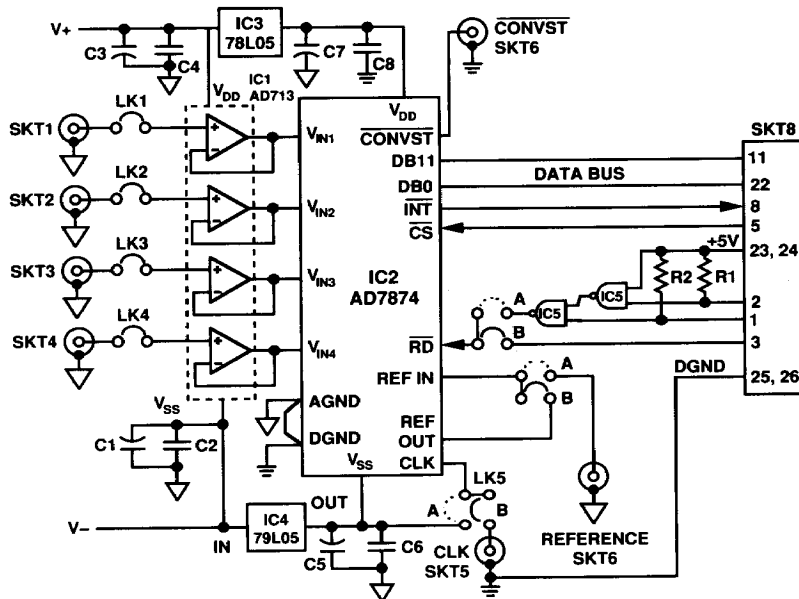 V+
C3
C4
IC3
78L05
C7
C8
CONVST
SKT6
VDD
IC1
AD713
VDD
SKT1
LK1
VIN1
CONVST
DB11
DB0
INT
CS
DATA BUS
SKT8
11
22
8
5
+5V
23, 24
SKT2
LK2
VIN2
SKT3
LK3
VIN3
IC2
AD7874
IC5
IC5
R2
R1
2
1
3
A
B
SKT4
LK4
VIN4
RD
REF IN
A
B
DGND
25, 26
AGND
DGND
REF
OUT
CLK
VSS
VSS
C1
C2
LK5
A
B
V–
IN
IC4
79L05
OUT
C5
C6
CLK
SKT5
REFERENCE
SKT6